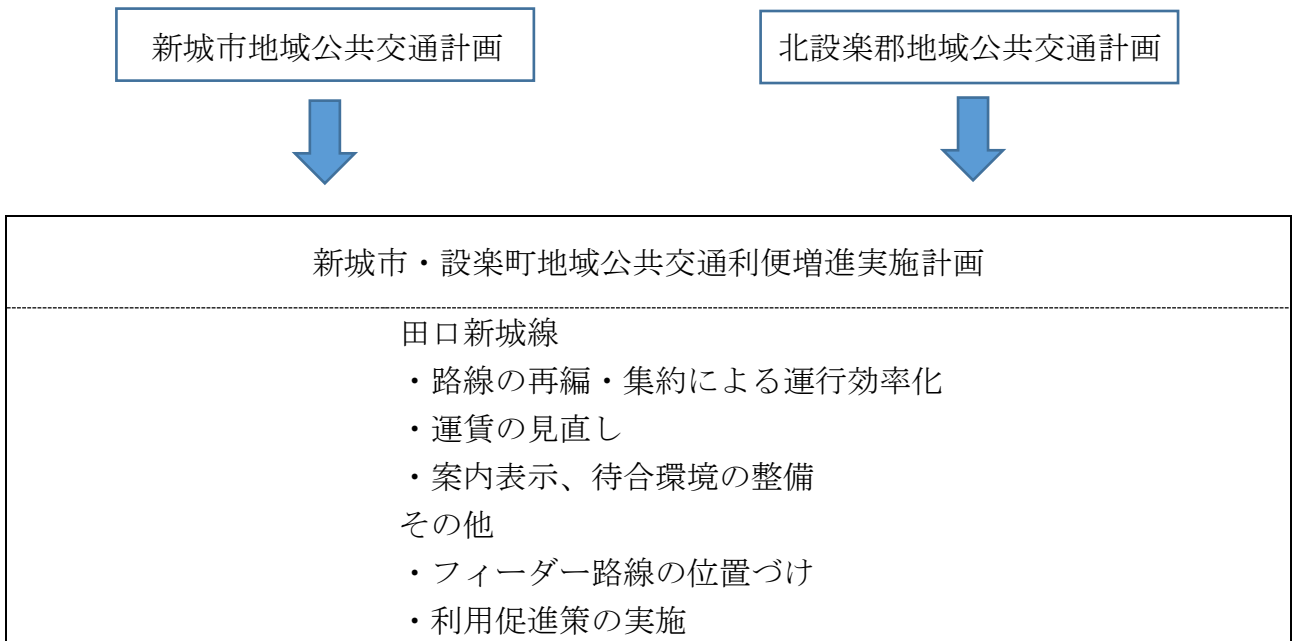 新城市地域公共交通計画
北設楽郡地域公共交通計画
新城市・設楽町地域公共交通利便増進実施計画
田口新城線
・路線の再編・集約による運行効率化
・運賃の見直し
・案内表示、待合環境の整備
その他
・フィーダー路線の位置づけ
・利用促進策の実施